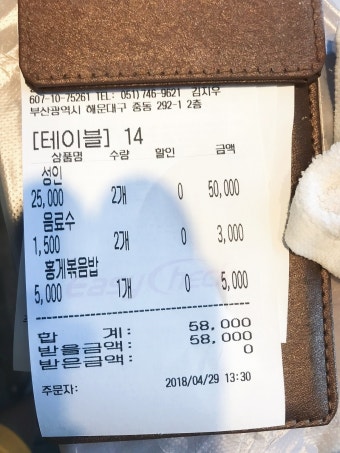 607-10-75261 TEL: 051)746-9621 김지우
부산광역시 해운대구 중동 292-1 2층
[테이블] 14
상품명 수량 할인 금액
성인
25,000 2개 0 50,000
음료수
1,500 2개 0 3,000
홍게볶음밥
5,000 1개 0 5,000
합 계: 58,000
받을금액: 58,000
받은금액: 0
주문자: 2018/04/29 13:30